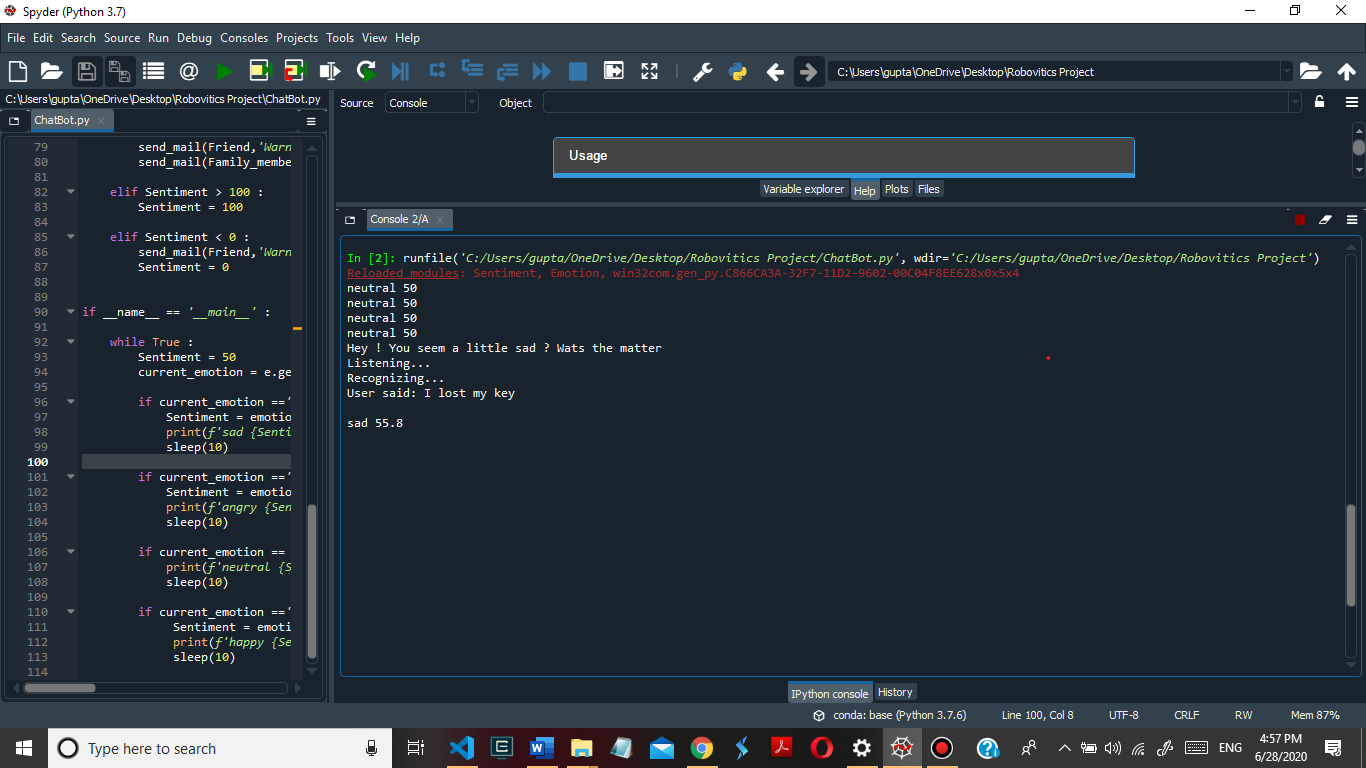 Spyder (Python 3.7)
File Edit Search Source Run Debug Consoles Projects Tools View Help
C:\Users\gupta\OneDrive\Desktop\Robovitics Project
C:\Users\gupta\OneDrive\Desktop\Robovitics Project\ChatBot.py
ChatBot.py
79 send_mail(Friend,'Warn
80 send_mail(Family_membe
81
82 elif Sentiment > 100 :
83 Sentiment = 100
84
85 elif Sentiment < 0 :
86 send_mail(Friend,'Warn
87 Sentiment = 0
88
89
90 if __name__ == '__main__' :
91
92 while True :
93 Sentiment = 50
94 current_emotion = e.ge
95
96 if current_emotion =='
97 Sentiment = emotio
98 print(f'sad {Senti
99 sleep(10)
100
101 if current_emotion =='
102 Sentiment = emotio
103 print(f'angry {Sen
104 sleep(10)
105
106 if current_emotion ==
107 print(f'neutral {S
108 sleep(10)
109
110 if current_emotion =='
111 Sentiment = emoti
112 print(f'happy {Se
113 sleep(10)
114
Source Console Object
Usage
Variable explorer Help Plots Files
Console 2/A
In [2]: runfile('C:/Users/gupta/OneDrive/Desktop/Robovitics Project/ChatBot.py', wdir='C:/Users/gupta/OneDrive/Desktop/Robovitics Project')
Reloaded modules: Sentiment, Emotion, win32com.gen_py.C866CA3A-32F7-11D2-9602-00C04F8EE628x0x5x4
neutral 50
neutral 50
neutral 50
neutral 50
Hey ! You seem a little sad ? Wats the matter
Listening...
Recognizing...
User said: I lost my key
sad 55.8
IPython console History
conda: base (Python 3.7.6) Line 100, Col 8 UTF-8 CRLF RW Mem 87%
Type here to search
ENG
4:57 PM
6/28/2020